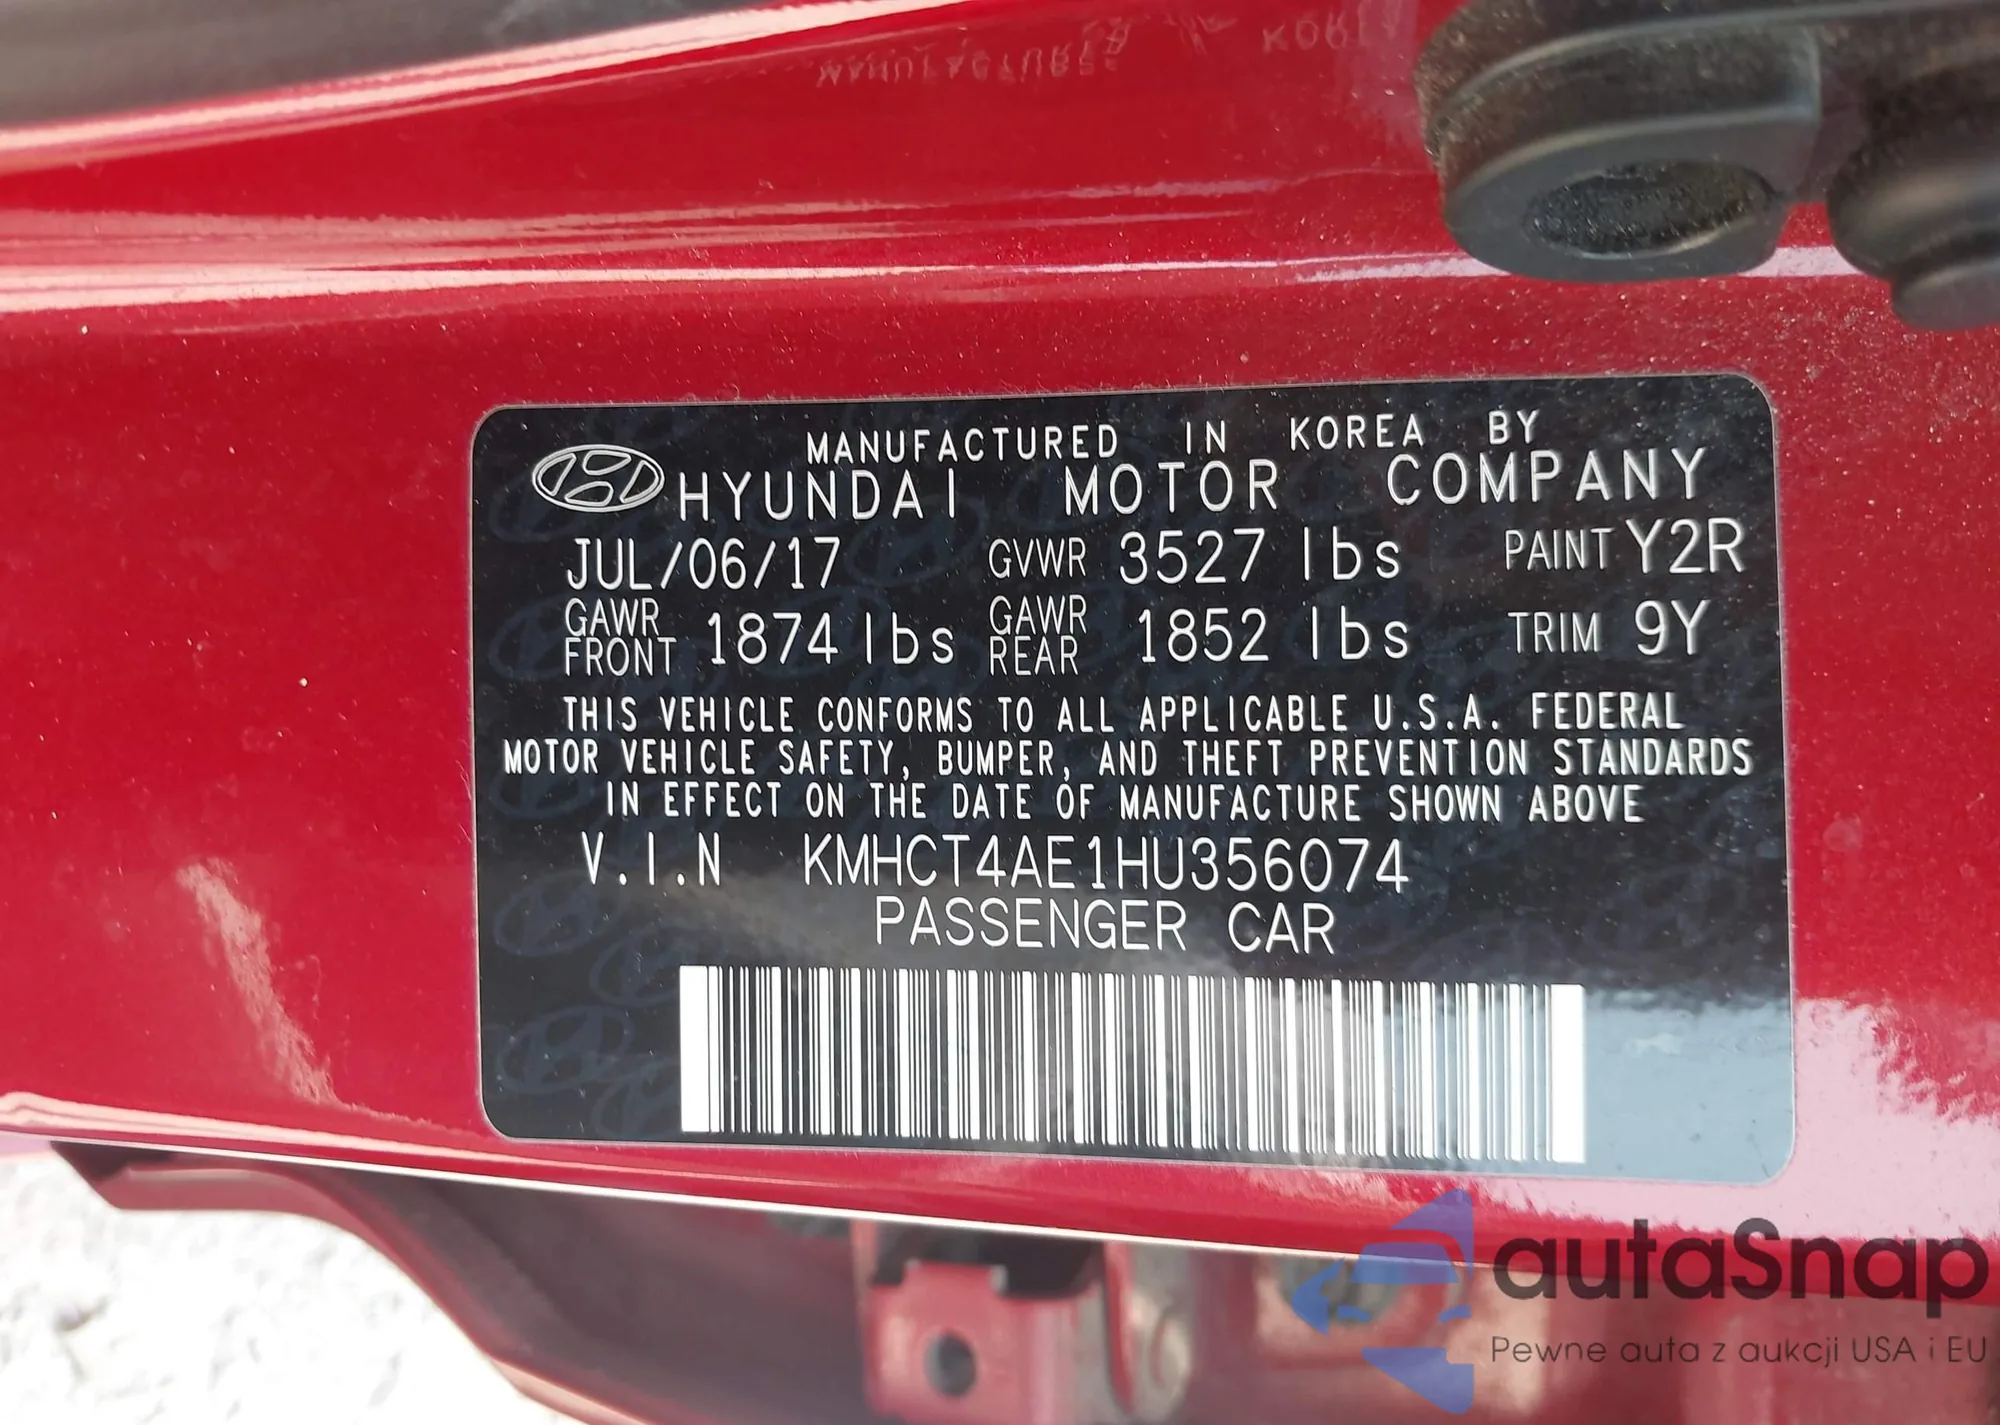 MANUFACTURED IN KOREA BY
HYUNDAI MOTOR COMPANY
JUL/06/17 GVWR 3527 lbs PAINT Y2R
GAWR FRONT 1874 lbs GAWR REAR 1852 lbs TRIM 9Y
THIS VEHICLE CONFORMS TO ALL APPLICABLE U.S.A. FEDERAL
MOTOR VEHICLE SAFETY, BUMPER, AND THEFT PREVENTION STANDARDS
IN EFFECT ON THE DATE OF MANUFACTURE SHOWN ABOVE
V.I.N KMHCT4AE1HU356074
PASSENGER CAR
autaSnap
Pewne auta z aukcji USA i EU